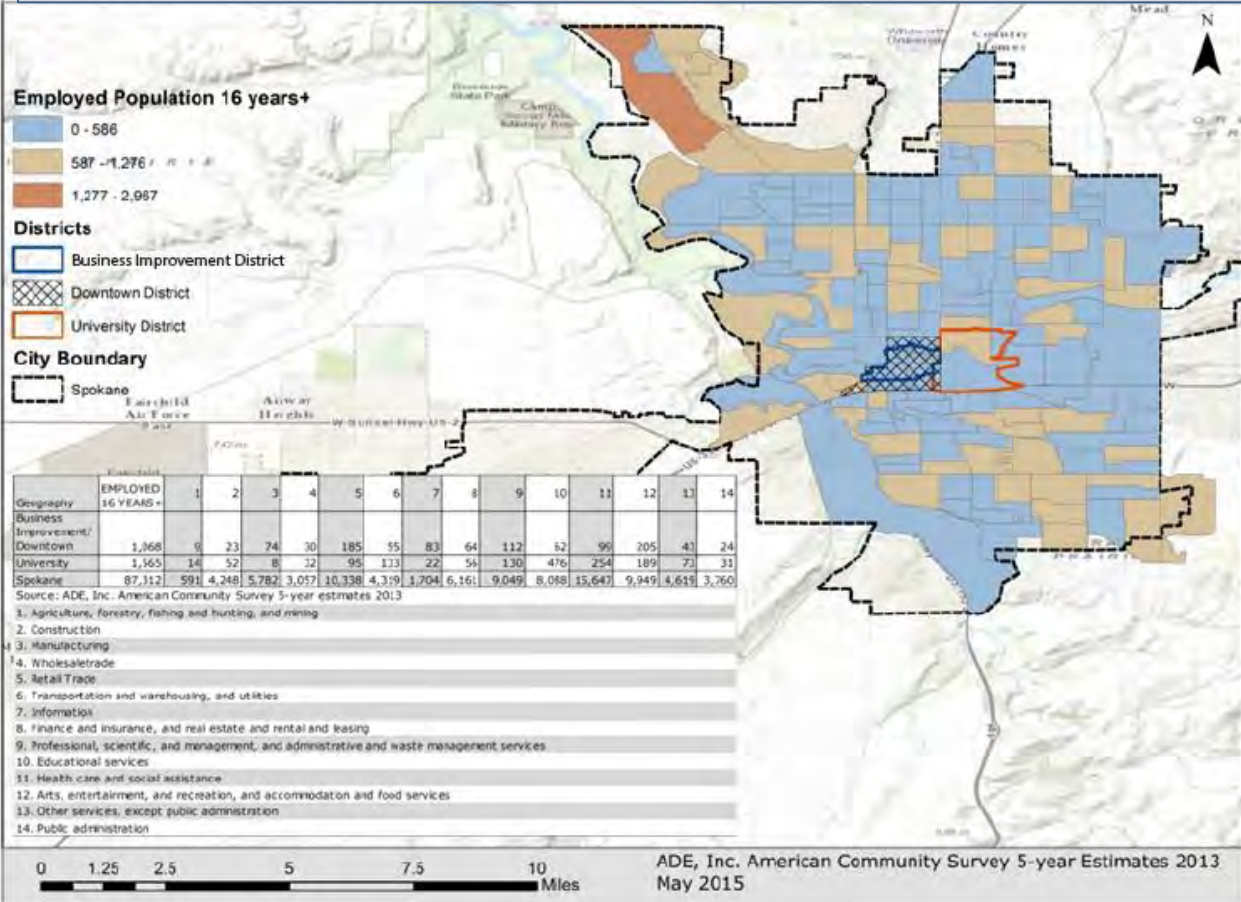 Mead
N
Whitworth
University
Country
Homes
Riverside
State Park
Employed Population 16 years+
0 - 586
587 - 1,276
1,277 - 2,967
Districts
Business Improvement District
Downtown District
University District
City Boundary
Spokane
Fairchild
Air Force
Airway
Heights
W Sunset Hwy US-2
Geography EMPLOYED 16 YEARS + 1 2 3 4 5 6 7 8 9 10 11 12 13 14
Business
Improvement/
Downtown 1,068 9 23 74 30 185 55 83 64 112 62 99 205 43 24
University 1,565 14 52 8 32 95 133 22 56 130 476 254 189 73 31
Spokane 87,312 591 4,248 5,782 3,057 10,338 4,319 1,704 6,161 9,049 8,088 15,647 9,949 4,619 3,760
Source: ADE, Inc. American Community Survey 5-year estimates 2013
1. Agriculture, forestry, fishing and hunting, and mining
2. Construction
3. Manufacturing
4. Wholesaletrade
5. Retail Trade
6. Transportation and warehousing, and utilities
7. Information
8. Finance and insurance, and real estate and rental and leasing
9. Professional, scientific, and management, and administrative and waste management services
10. Educational services
11. Health care and social assistance
12. Arts, entertainment, and recreation, and accommodation and food services
13. Other services, except public administration
14. Public administration
0 1.25 2.5 5 7.5 10
Miles
ADE, Inc. American Community Survey 5-year Estimates 2013
May 2015